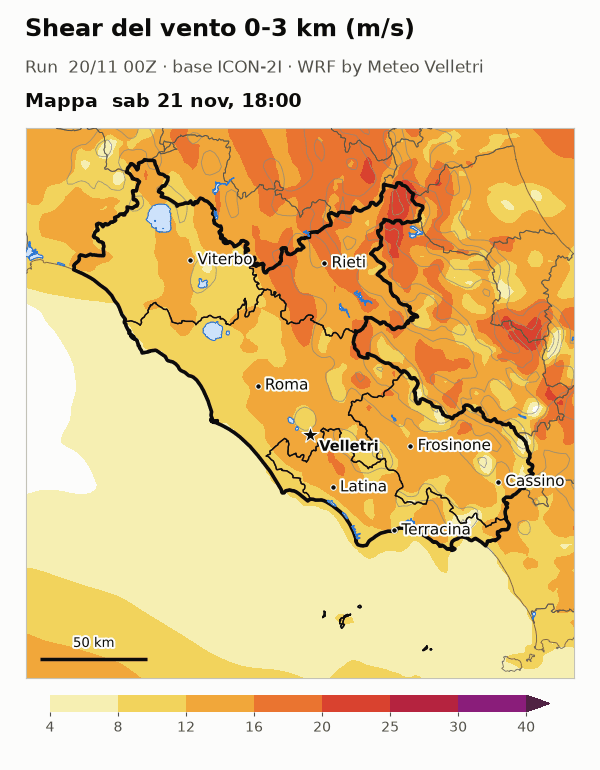 Shear del vento 0-3 km (m/s)
Run  20/11 00Z · base ICON-2I · WRF by Meteo Velletri
Mappa  sab 21 nov, 18:00
Viterbo
Rieti
Roma
Velletri
Frosinone
Latina
Cassino
Terracina
50 km
4 8 12 16 20 25 30 40